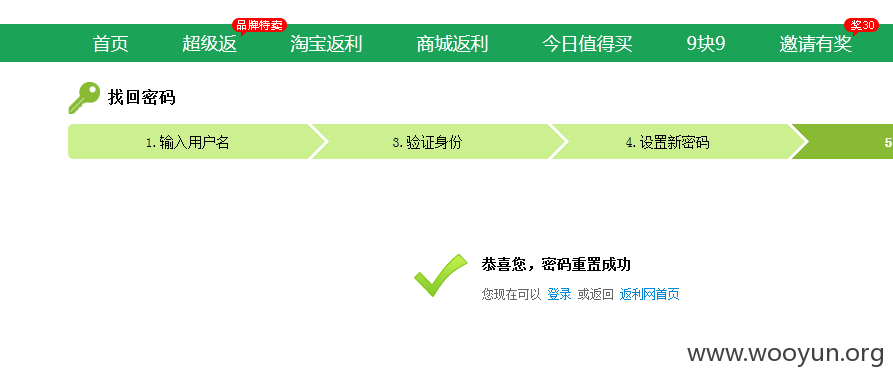 品牌特卖 奖30
首页 超级返 淘宝返利 商城返利 今日值得买 9块9 邀请有奖
找回密码
1.输入用户名 3.验证身份 4.设置新密码 5
恭喜您，密码重置成功
您现在可以 登录 或返回 返利网首页
www.wooyun.org